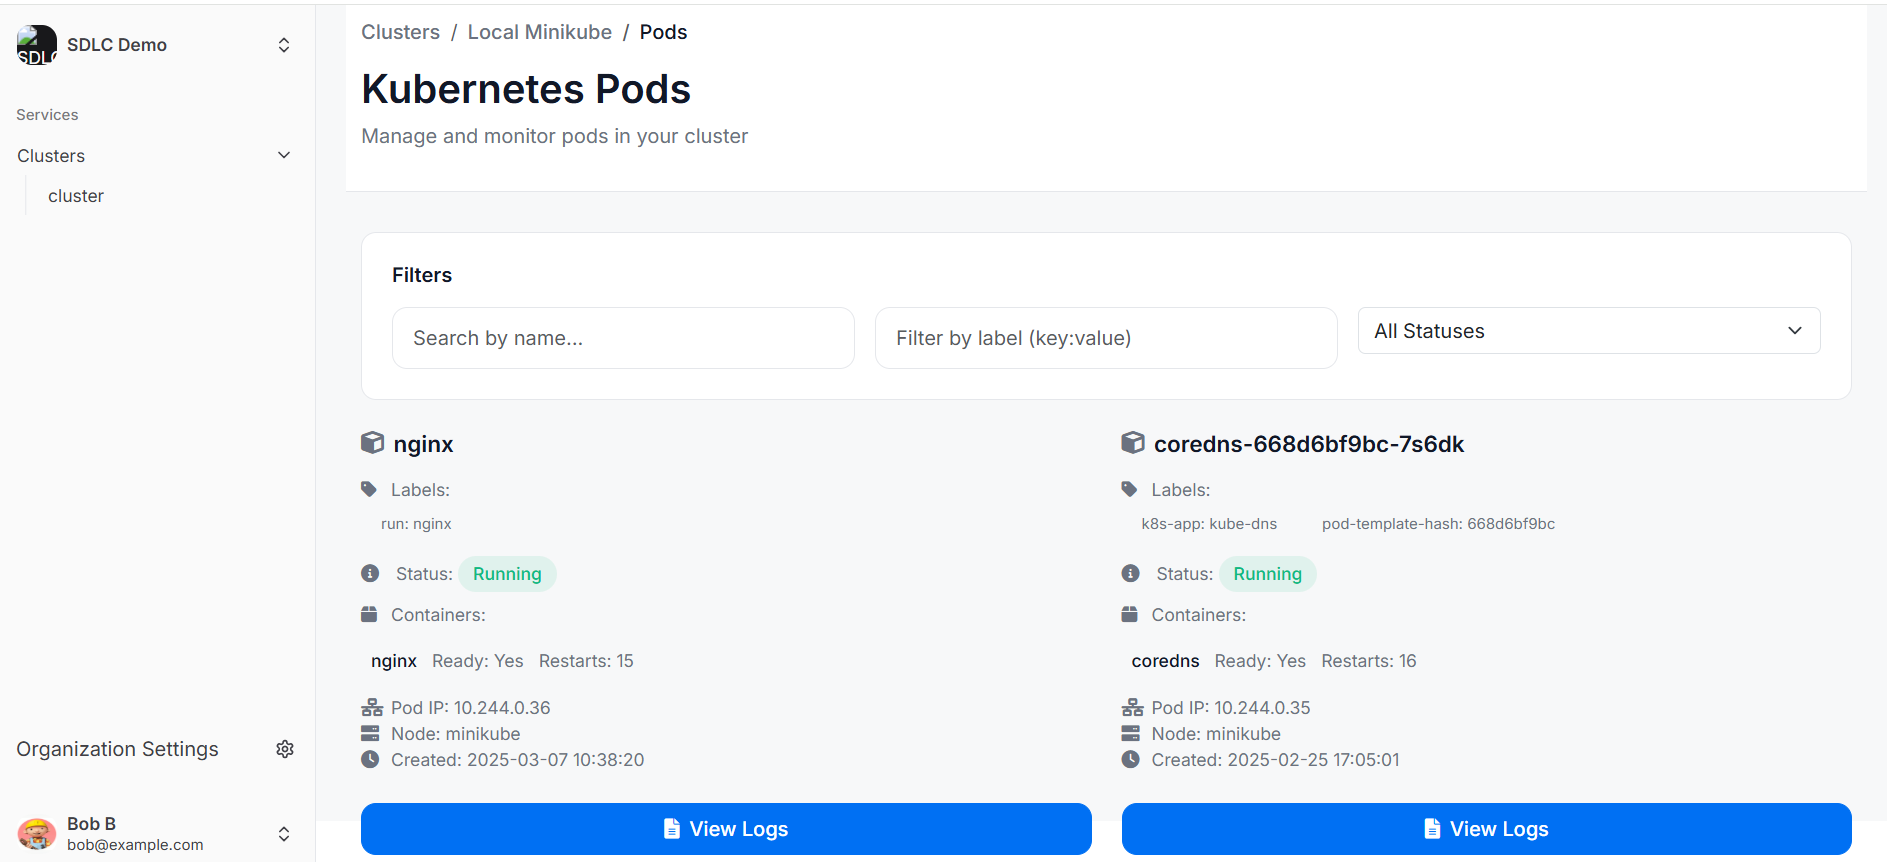 SDLC
SDLC Demo
Services
Clusters
cluster
Organization Settings
Bob B
bob@example.com
Clusters / Local Minikube / Pods
Kubernetes Pods
Manage and monitor pods in your cluster
Filters
Search by name...
Filter by label (key:value)
All Statuses
nginx
Labels:
run: nginx
Status: Running
Containers:
nginx Ready: Yes Restarts: 15
Pod IP: 10.244.0.36
Node: minikube
Created: 2025-03-07 10:38:20
View Logs
coredns-668d6bf9bc-7s6dk
Labels:
k8s-app: kube-dns pod-template-hash: 668d6bf9bc
Status: Running
Containers:
coredns Ready: Yes Restarts: 16
Pod IP: 10.244.0.35
Node: minikube
Created: 2025-02-25 17:05:01
View Logs